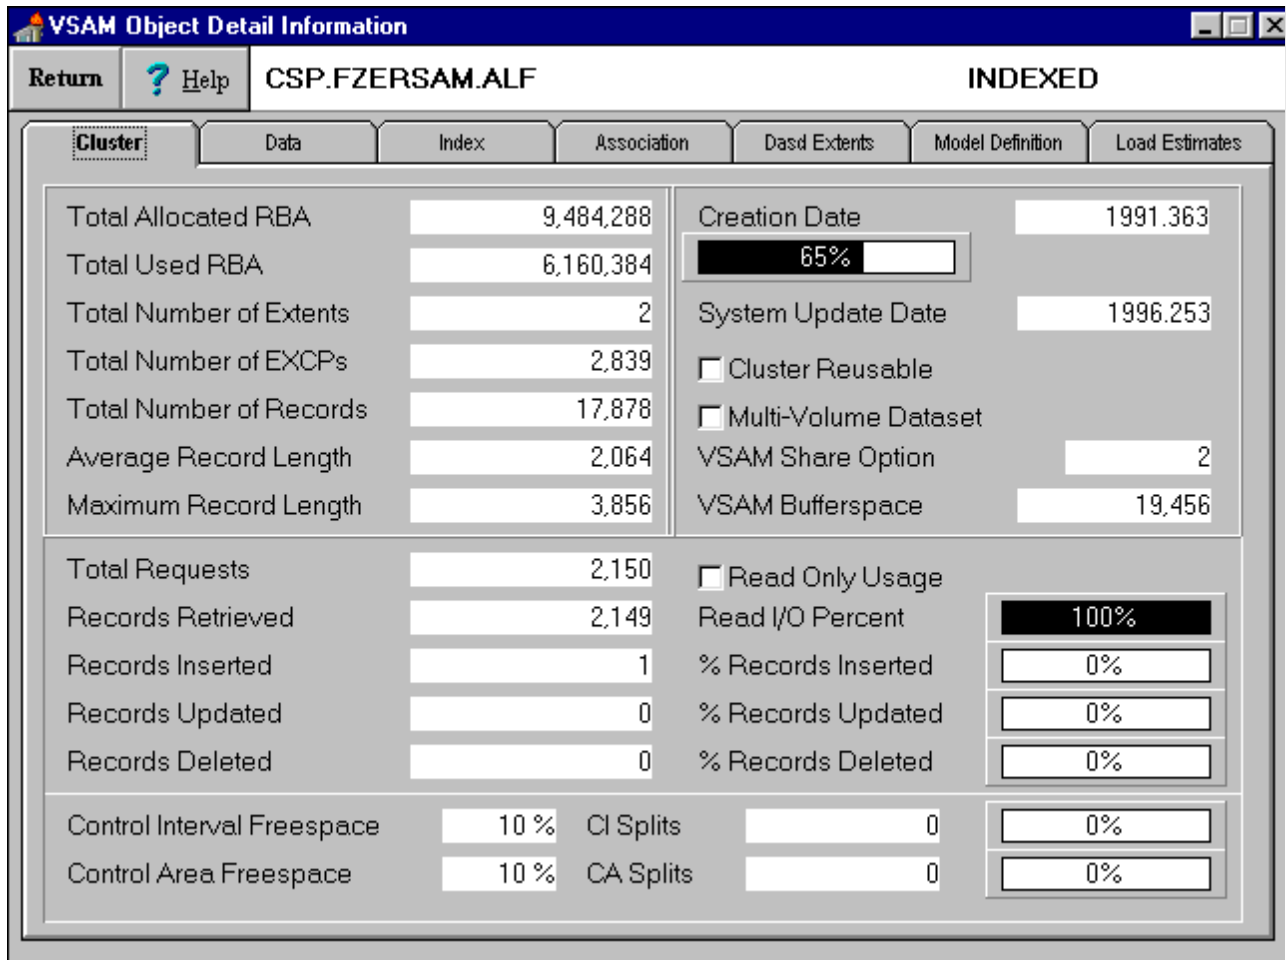 VSAM Object Detail Information
Return ? Help CSP.FZERSAM.ALF INDEXED
Cluster Data Index Association Dasd Extents Model Definition Load Estimates
Total Allocated RBA 9,484,288 Creation Date 1991.363
Total Used RBA 6,160,384 65%
Total Number of Extents 2 System Update Date 1996.253
Total Number of EXCPs 2,839 Cluster Reusable
Total Number of Records 17,878 Multi-Volume Dataset
Average Record Length 2,064 VSAM Share Option 2
Maximum Record Length 3,856 VSAM Bufferspace 19,456
Total Requests 2,150 Read Only Usage
Records Retrieved 2,149 Read I/O Percent 100%
Records Inserted 1 % Records Inserted 0%
Records Updated 0 % Records Updated 0%
Records Deleted 0 % Records Deleted 0%
Control Interval Freespace 10 % CI Splits 0 0%
Control Area Freespace 10 % CA Splits 0 0%